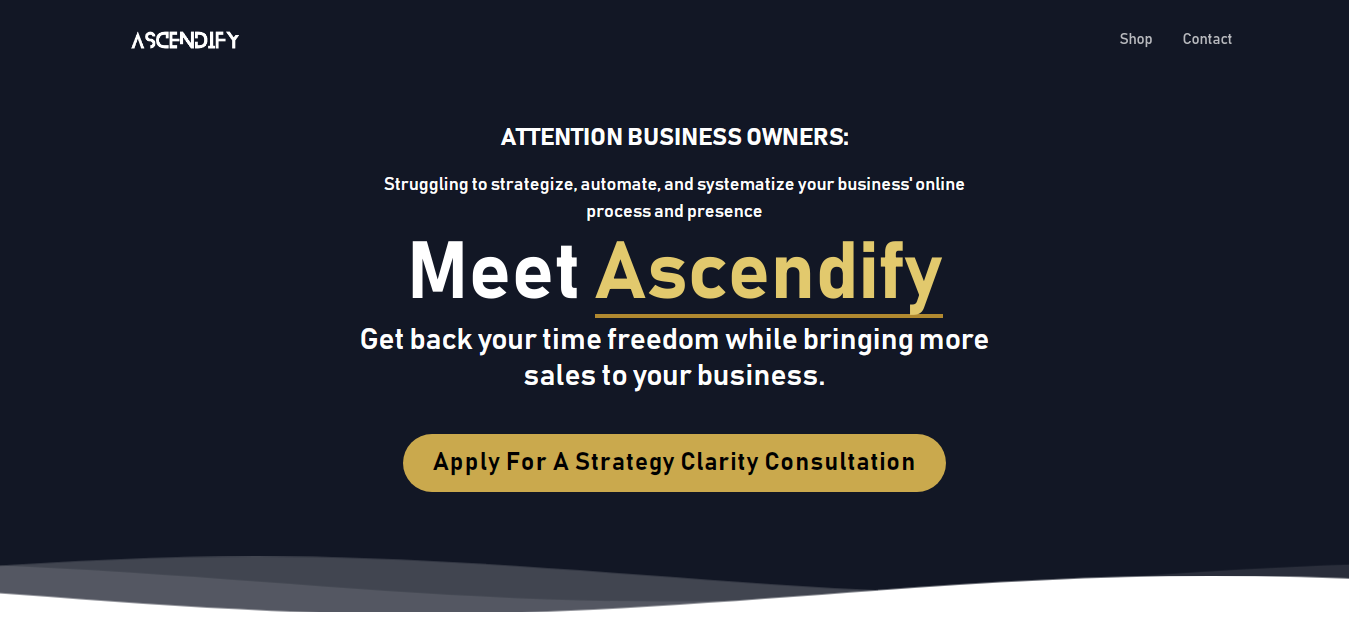 ASCENDIFY
Shop
Contact
ATTENTION BUSINESS OWNERS:
Struggling to strategize, automate, and systematize your business' online
process and presence
Meet Ascendify
Get back your time freedom while bringing more
sales to your business.
Apply For A Strategy Clarity Consultation